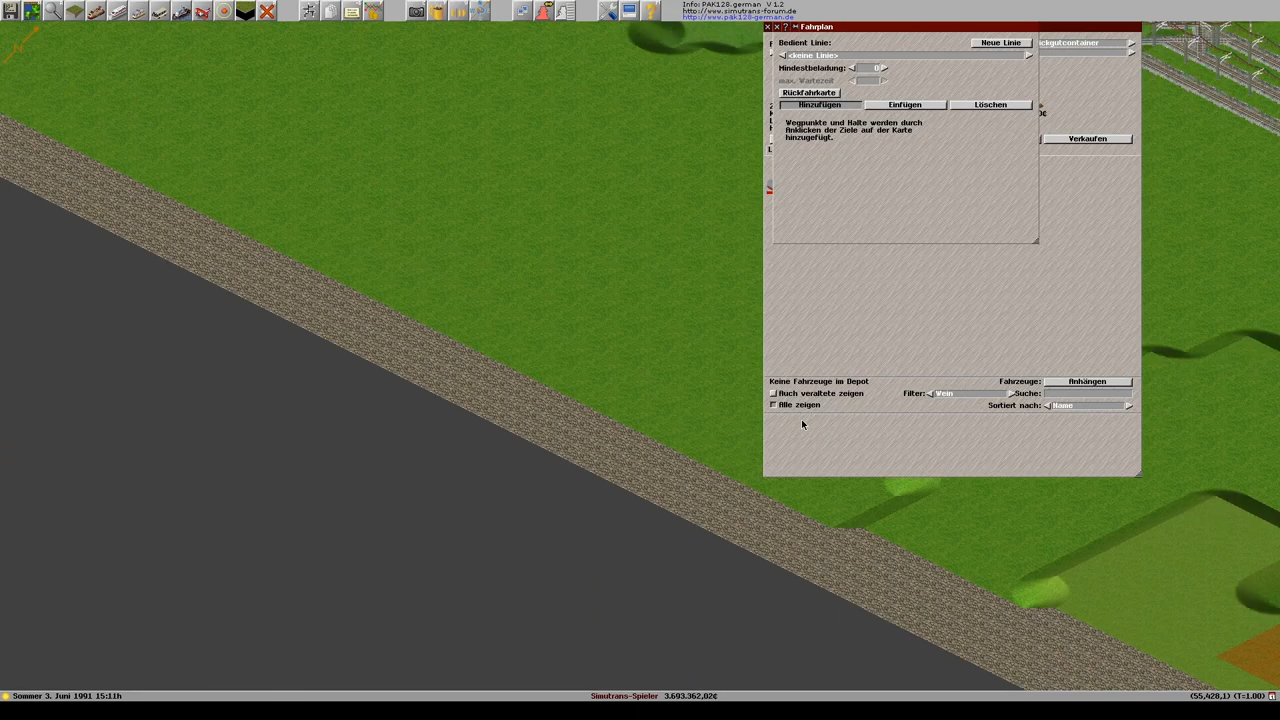 Info: PAK128.german V 1.2
http://www.simutrans-forum.de
http://www.pak128-german.de
Fahrplan
Bedient Linie:
Neue Linie
<keine Linie>
Mindestbeladung:
0
max. Wartezeit
Rückfahrkarte
Hinzufügen
Einfügen
Löschen
Wegpunkte und Halte werden durch
Anklicken der Ziele auf der Karte
hinzugefügt.
ckgutcontainer
Verkaufen
Keine Fahrzeuge im Depot
Fahrzeuge:
Anhängen
Auch veraltete zeigen
Filter:
Wein
Suche:
Alle zeigen
Sortiert nach:
Name
Sommer 3. Juni 1991 15:11h
Simutrans-Spieler 3.693.362,02¢
(55,428,1) (T=1.00)